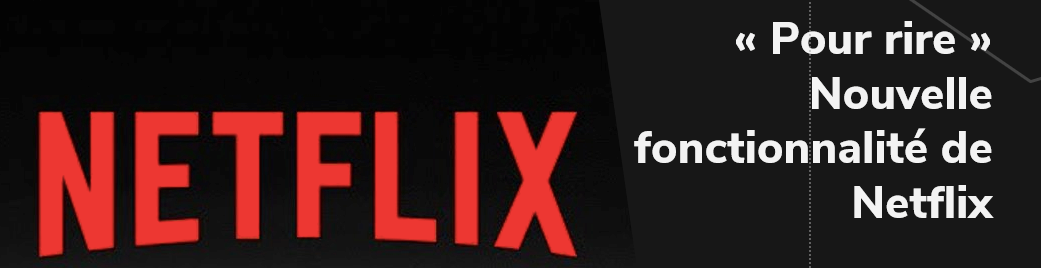 NETFLIX
« Pour rire »
Nouvelle
fonctionnalité de
Netflix